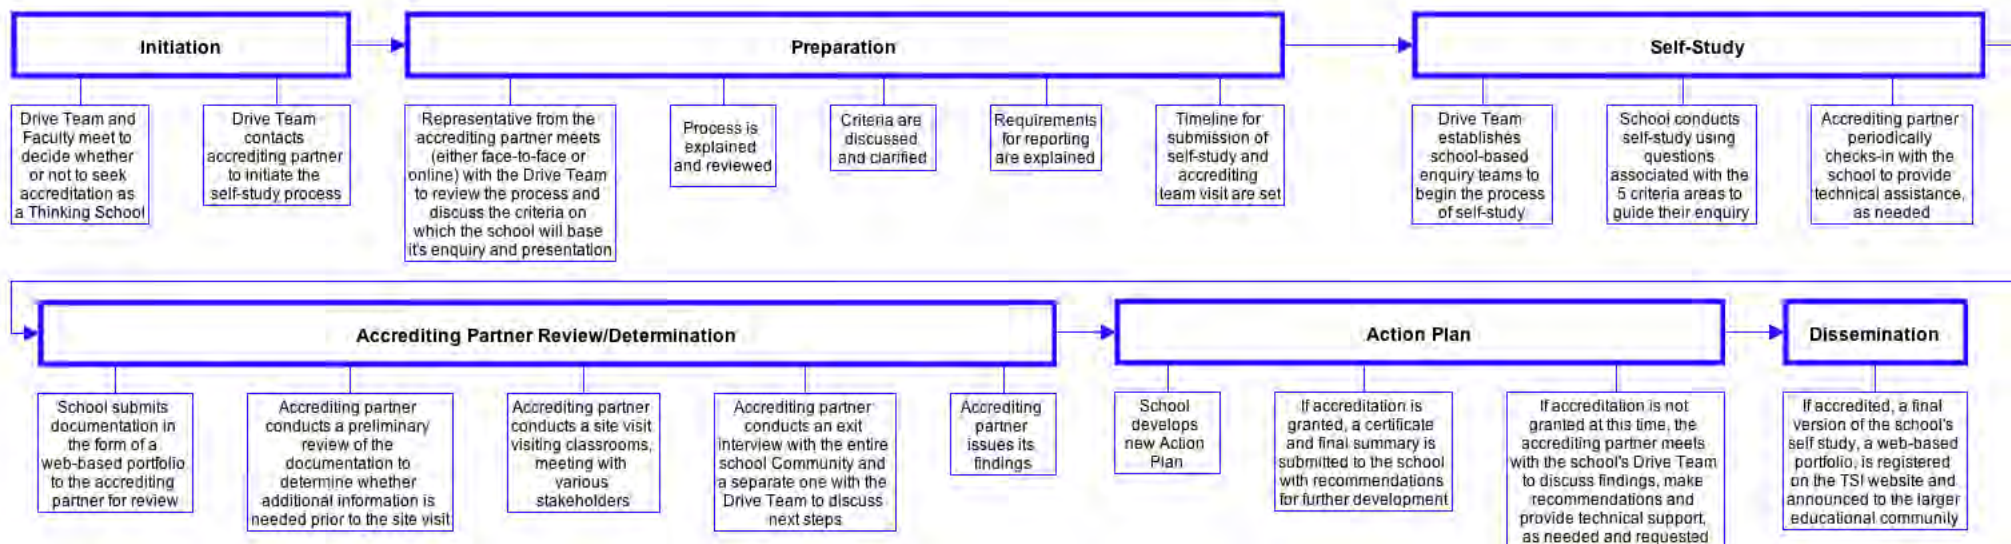 Initiation
Preparation
Self-Study
Drive Team and
Faculty meet to
decide whether
or not to seek
accreditation as
a Thinking School
Drive Team
contacts
accrediting partner
to initiate the
self-study process
Representative from the
accrediting partner meets
(either face-to-face or
online) with the Drive Team
to review the process and
discuss the criteria on
which the school will base
it's enquiry and presentation
Process is
explained
and reviewed
Criteria are
discussed
and clarified
Requirements
for reporting
are explained
Timeline for
submission of
self-study and
accrediting
team visit are set
Drive Team
establishes
school-based
enquiry teams to
begin the process
of self-study
School conducts
self-study using
questions
associated with the
5 criteria areas to
guide their enquiry
Accrediting partner
periodically
checks-in with the
school to provide
technical assistance,
as needed
Accrediting Partner Review/Determination
Action Plan
Dissemination
School submits
documentation in
the form of a
web-based portfolio
to the accrediting
partner for review
Accrediting partner
conducts a preliminary
review of the
documentation to
determine whether
additional information is
needed prior to the site visit
Accrediting partner
conducts a site visit
visiting classrooms,
meeting with
various
stakeholders
Accrediting partner
conducts an exit
interview with the entire
school Community and
a separate one with the
Drive Team to discuss
next steps
Accrediting
partner
issues its
findings
School
develops
new Action
Plan
If accreditation is
granted, a certificate
and final summary is
submitted to the school
with recommendations
for further development
If accreditation is not
granted at this time, the
accrediting partner meets
with the school's Drive Team
to discuss findings, make
recommendations and
provide technical support,
as needed and requested
If accredited, a final
version of the school's
self study, a web-based
portfolio, is registered
on the TSI website and
announced to the larger
educational community